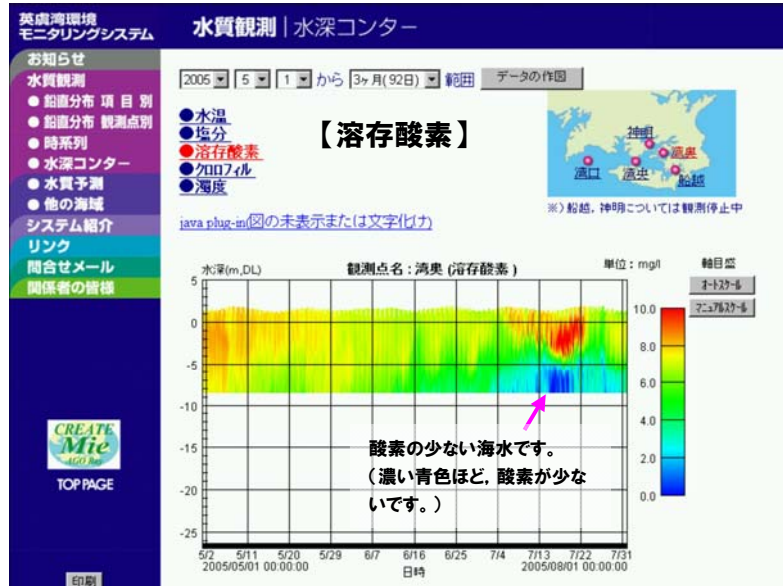 英虞湾環境
モニタリングシステム
水質観測|水深コンター
お知らせ
水質観測
● 鉛直分布 項 目 別
● 鉛直分布 観測点別
● 時系列
● 水深コンター
● 水質予測
● 他の海域
システム紹介
リンク
問合せメール
関係者の皆様
CREATE
Mie
AGO Bay
TOP PAGE
印刷
2005 5 1 から 3ヶ月(92日) 範囲 データの作図
●水温
●塩分
●溶存酸素
●クロロフィル
●濁度
【溶存酸素】
java plug-in(図の未表示または文字化け)
神明
湾奥
湾口
湾央
船越
※)船越, 神明については観測停止中
水深(m,DL)
観測点名:湾奥(溶存酸素)
単位:mg/l
軸目盛
オートスケール
マニュアルスケール
5
0
-5
-10
-15
-20
-25
10.0
8.0
6.0
4.0
2.0
0.0
酸素の少ない海水です。
(濃い青色ほど, 酸素が少な
いです。)
5/2 5/11 5/20 5/29 6/7 6/16 6/25 7/4 7/13 7/22 7/31
2005/05/01 00:00:00 2005/08/01 00:00:00
日時